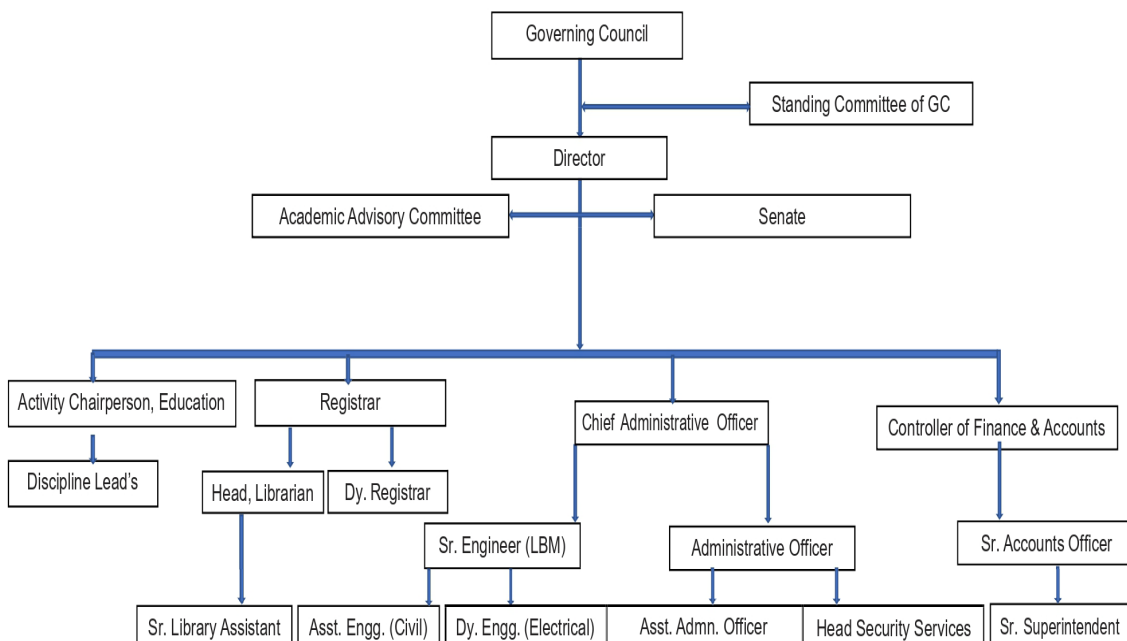 Governing Council
Standing Committee of GC
Director
Academic Advisory Committee
Senate
Activity Chairperson, Education
Registrar
Chief Administrative Officer
Controller of Finance & Accounts
Discipline Lead's
Head, Librarian
Dy. Registrar
Sr. Engineer (LBM)
Administrative Officer
Sr. Accounts Officer
Sr. Library Assistant
Asst. Engg. (Civil)
Dy. Engg. (Electrical)
Asst. Admn. Officer
Head Security Services
Sr. Superintendent